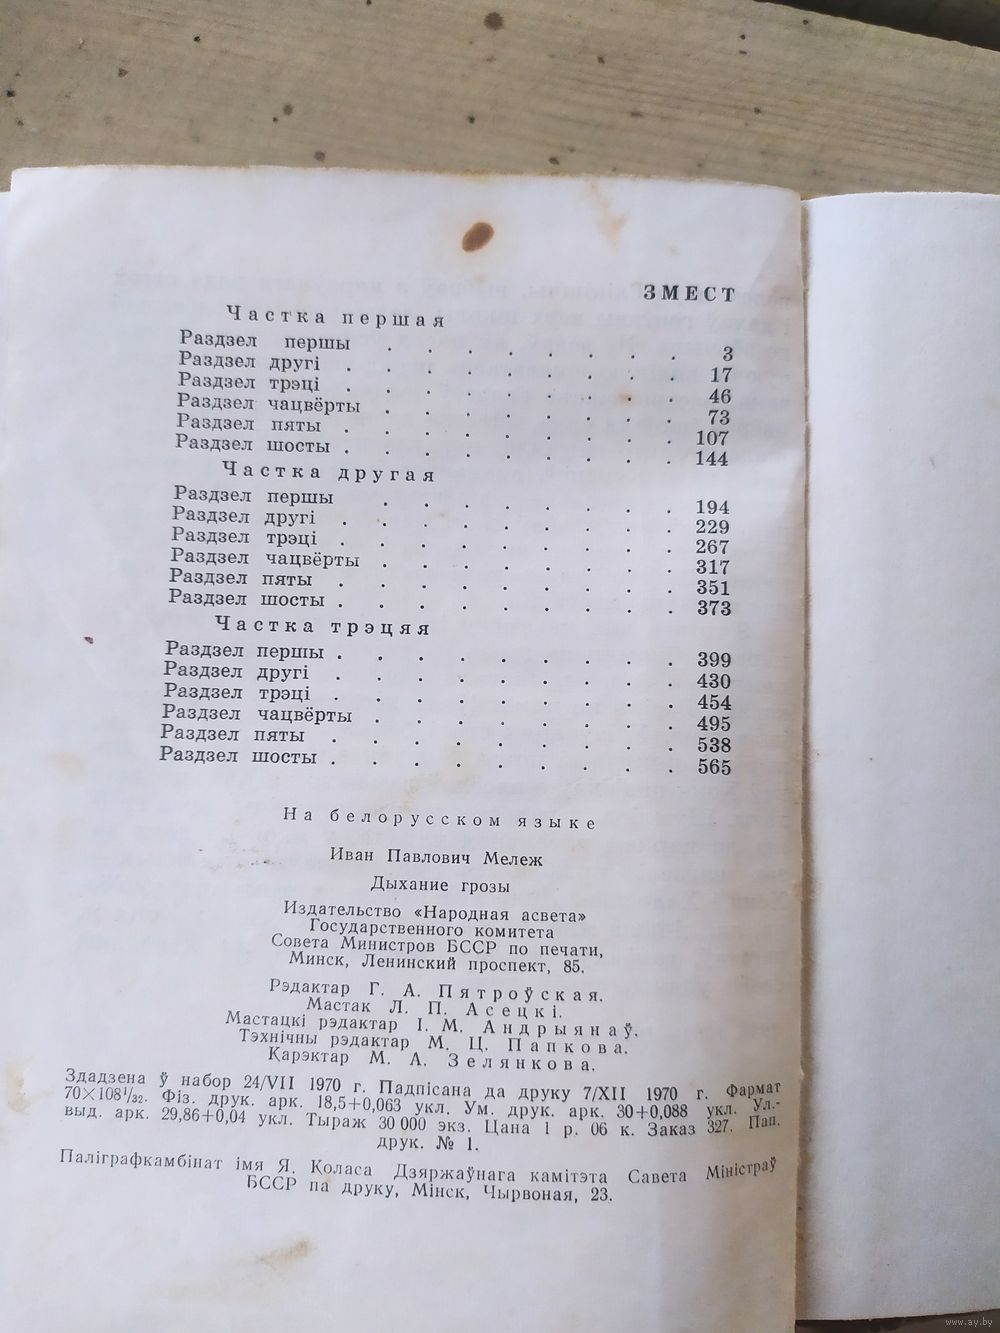 ЗМЕСТ
Частка першая
Раздзел першы . . . . . . . . 3
Раздзел другі . . . . . . . . . 17
Раздзел трэці . . . . . . . . . 46
Раздзел чацвёрты . . . . . . . . 73
Раздзел пяты . . . . . . . . . 107
Раздзел шосты . . . . . . . . . 144
Частка другая
Раздзел першы . . . . . . . . 194
Раздзел другі . . . . . . . . . 229
Раздзел трэці . . . . . . . . . 267
Раздзел чацвёрты . . . . . . . . 317
Раздзел пяты . . . . . . . . . 351
Раздзел шосты . . . . . . . . . 373
Частка трэцяя
Раздзел першы . . . . . . . . . 399
Раздзел другі . . . . . . . . . 430
Раздзел трэці . . . . . . . . . 454
Раздзел чацвёрты . . . . . . . . 495
Раздзел пяты . . . . . . . . . 538
Раздзел шосты . . . . . . . . . 565
На белорусском языке
Иван Павлович Мележ
Дыхание грозы
Издательство «Народная асвета»
Государственного комитета
Совета Министров БССР по печати,
Минск, Ленинский проспект, 85.
Рэдактар Г. А. Пятроўская.
Мастак Л. П. Асецкі.
Мастацкі рэдактар І. М. Андрыянаў.
Тэхнічны рэдактар М. Ц. Папкова.
Карэктар М. А. Зелянкова.
Здадзена ў набор 24/VII 1970 г. Падпісана да друку 7/XII 1970 г. Фармат
70×108¹/₃₂. Фіз. друк. арк. 18,5+0,063 укл. Ум. друк. арк. 30+0,088 укл. Ул.-
выд. арк. 29,86+0,04 укл. Тыраж 30 000 экз. Цана 1 р. 06 к. Заказ 327. Пап.
друк. № 1.
Паліграфкамбінат імя Я. Коласа Дзяржаўнага камітэта Савета Міністраў
БССР па друку, Мінск, Чырвоная, 23.
www.ay.by